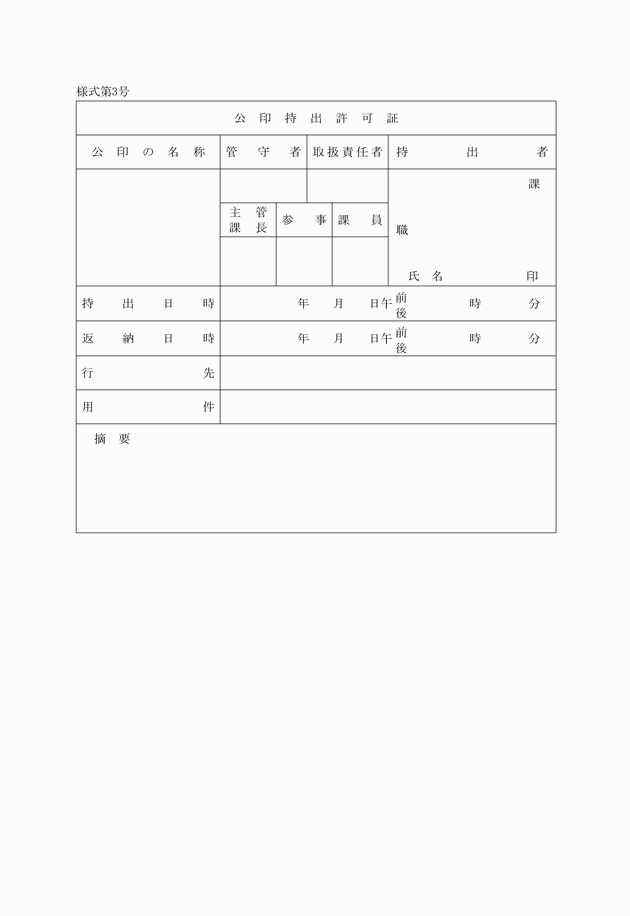 様式第3号
公印持出許可証
公印の名称 管守者 取扱責任者 持出者
課
主管課長 参事 課員
職
氏名 印
持出日時 年 月 日午前後 時 分
返納日時 年 月 日午前後 時 分
行先
用件
摘要